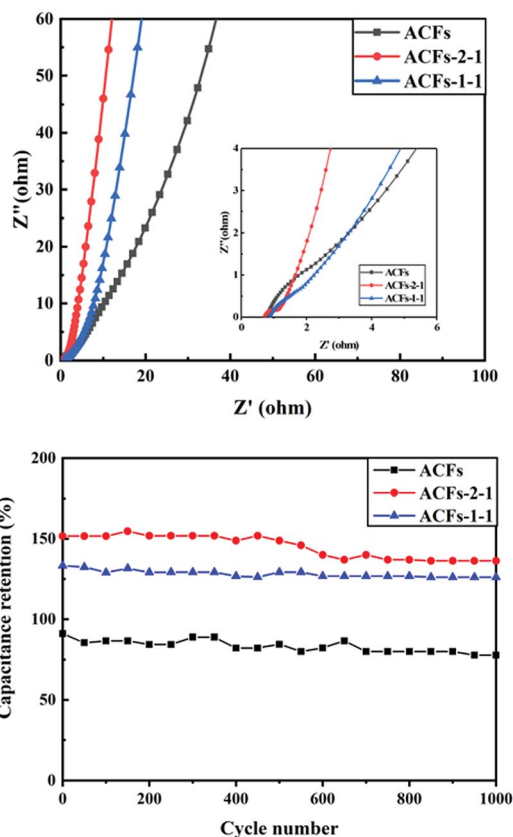 60
50
40
30
20
10
0
Z''(ohm)
ACFs
ACFs-2-1
ACFs-1-1
4
3
2
1
0
Z''(ohm)
ACFs
ACFs-2-1
ACFs-1-1
0 2 4 6
Z' (ohm)
0 20 40 60 80 100
Z' (ohm)
200
150
100
50
0
Capacitance retention (%)
ACFs
ACFs-2-1
ACFs-1-1
0 200 400 600 800 1000
Cycle number